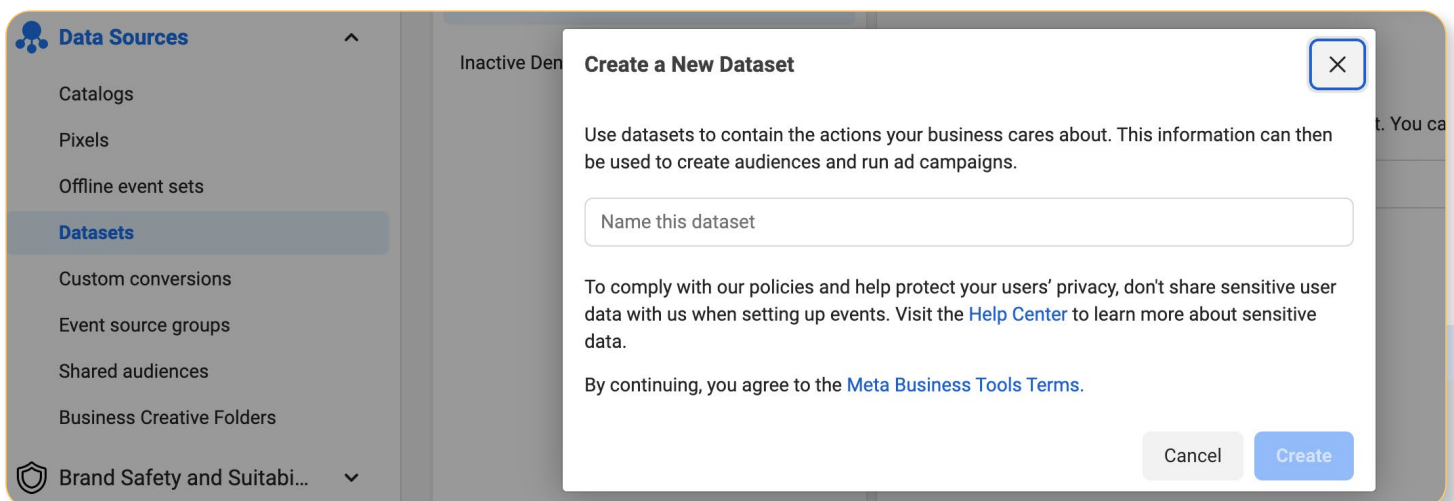 Data Sources
Catalogs
Pixels
Offline event sets
Datasets
Custom conversions
Event source groups
Shared audiences
Business Creative Folders
Brand Safety and Suitabi...
Inactive Den
t. You ca
Create a New Dataset
Use datasets to contain the actions your business cares about. This information can then
be used to create audiences and run ad campaigns.
Name this dataset
To comply with our policies and help protect your users’ privacy, don't share sensitive user
data with us when setting up events. Visit the Help Center to learn more about sensitive
data.
By continuing, you agree to the Meta Business Tools Terms.
Cancel
Create